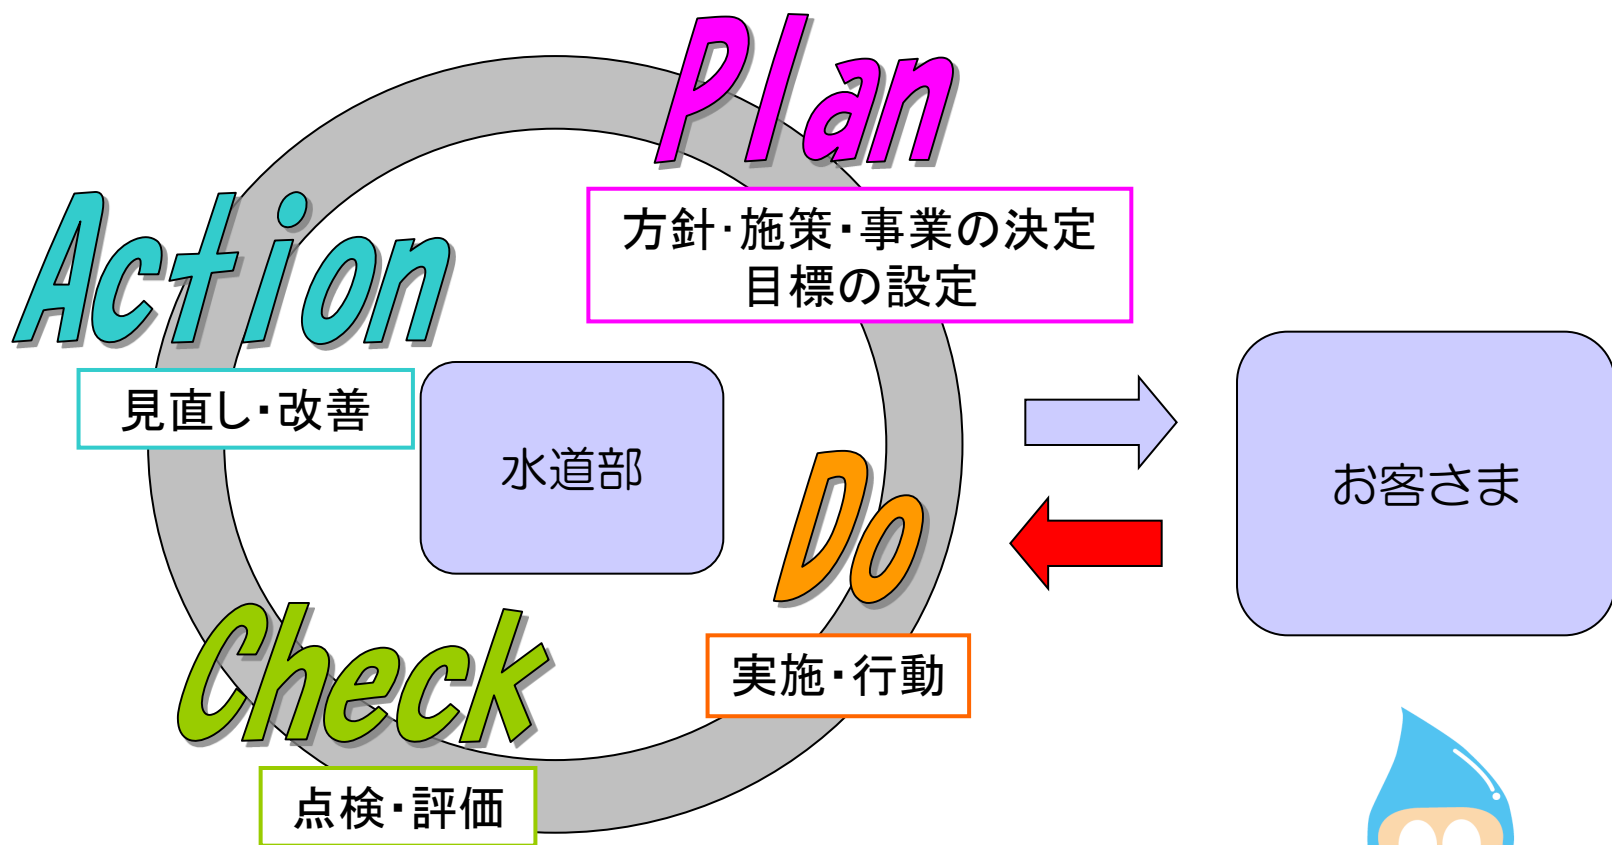 Plan
方針・施策・事業の決定
目標の設定
Action
見直し・改善
水道部
お客さま
Do
実施・行動
Check
点検・評価